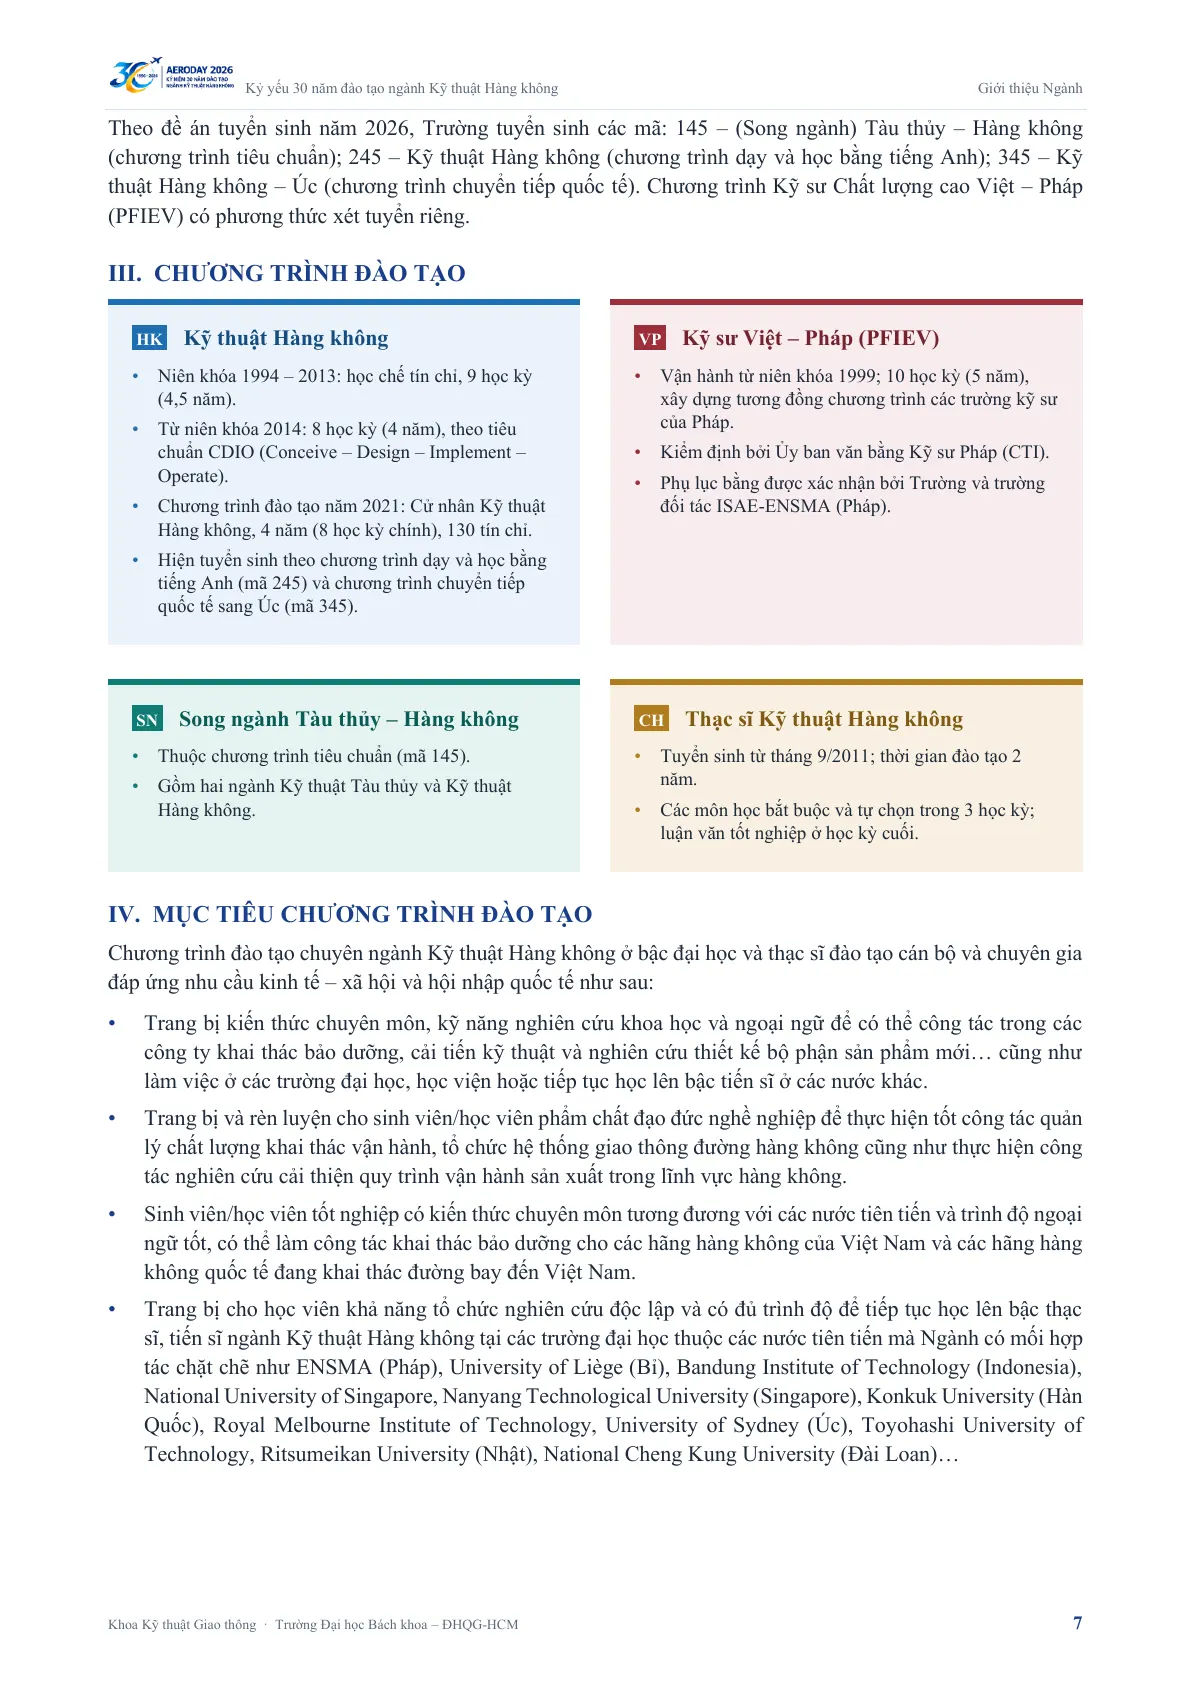 30
1996 - 2026
AERODAY 2026
KỶ NIỆM 30 NĂM ĐÀO TẠO
NGÀNH KỸ THUẬT HÀNG KHÔNG
Kỷ yếu 30 năm đào tạo ngành Kỹ thuật Hàng không
Giới thiệu Ngành
Theo đề án tuyển sinh năm 2026, Trường tuyển sinh các mã: 145 – (Song ngành) Tàu thủy – Hàng không
(chương trình tiêu chuẩn); 245 – Kỹ thuật Hàng không (chương trình dạy và học bằng tiếng Anh); 345 – Kỹ
thuật Hàng không – Úc (chương trình chuyển tiếp quốc tế). Chương trình Kỹ sư Chất lượng cao Việt – Pháp
(PFIEV) có phương thức xét tuyển riêng.
III. CHƯƠNG TRÌNH ĐÀO TẠO
HK Kỹ thuật Hàng không
• Niên khóa 1994 – 2013: học chế tín chỉ, 9 học kỳ
(4,5 năm).
• Từ niên khóa 2014: 8 học kỳ (4 năm), theo tiêu
chuẩn CDIO (Conceive – Design – Implement –
Operate).
• Chương trình đào tạo năm 2021: Cử nhân Kỹ thuật
Hàng không, 4 năm (8 học kỳ chính), 130 tín chỉ.
• Hiện tuyển sinh theo chương trình dạy và học bằng
tiếng Anh (mã 245) và chương trình chuyển tiếp
quốc tế sang Úc (mã 345).
VP Kỹ sư Việt – Pháp (PFIEV)
• Vận hành từ niên khóa 1999; 10 học kỳ (5 năm),
xây dựng tương đồng chương trình các trường kỹ sư
của Pháp.
• Kiểm định bởi Ủy ban văn bằng Kỹ sư Pháp (CTI).
• Phụ lục bằng được xác nhận bởi Trường và trường
đối tác ISAE-ENSMA (Pháp).
SN Song ngành Tàu thủy – Hàng không
• Thuộc chương trình tiêu chuẩn (mã 145).
• Gồm hai ngành Kỹ thuật Tàu thủy và Kỹ thuật
Hàng không.
CH Thạc sĩ Kỹ thuật Hàng không
• Tuyển sinh từ tháng 9/2011; thời gian đào tạo 2
năm.
• Các môn học bắt buộc và tự chọn trong 3 học kỳ;
luận văn tốt nghiệp ở học kỳ cuối.
IV. MỤC TIÊU CHƯƠNG TRÌNH ĐÀO TẠO
Chương trình đào tạo chuyên ngành Kỹ thuật Hàng không ở bậc đại học và thạc sĩ đào tạo cán bộ và chuyên gia
đáp ứng nhu cầu kinh tế – xã hội và hội nhập quốc tế như sau:
• Trang bị kiến thức chuyên môn, kỹ năng nghiên cứu khoa học và ngoại ngữ để có thể công tác trong các
công ty khai thác bảo dưỡng, cải tiến kỹ thuật và nghiên cứu thiết kế bộ phận sản phẩm mới… cũng như
làm việc ở các trường đại học, học viện hoặc tiếp tục học lên bậc tiến sĩ ở các nước khác.
• Trang bị và rèn luyện cho sinh viên/học viên phẩm chất đạo đức nghề nghiệp để thực hiện tốt công tác quản
lý chất lượng khai thác vận hành, tổ chức hệ thống giao thông đường hàng không cũng như thực hiện công
tác nghiên cứu cải thiện quy trình vận hành sản xuất trong lĩnh vực hàng không.
• Sinh viên/học viên tốt nghiệp có kiến thức chuyên môn tương đương với các nước tiên tiến và trình độ ngoại
ngữ tốt, có thể làm công tác khai thác bảo dưỡng cho các hãng hàng không của Việt Nam và các hãng hàng
không quốc tế đang khai thác đường bay đến Việt Nam.
• Trang bị cho học viên khả năng tổ chức nghiên cứu độc lập và có đủ trình độ để tiếp tục học lên bậc thạc
sĩ, tiến sĩ ngành Kỹ thuật Hàng không tại các trường đại học thuộc các nước tiên tiến mà Ngành có mối hợp
tác chặt chẽ như ENSMA (Pháp), University of Liège (Bỉ), Bandung Institute of Technology (Indonesia),
National University of Singapore, Nanyang Technological University (Singapore), Konkuk University (Hàn
Quốc), Royal Melbourne Institute of Technology, University of Sydney (Úc), Toyohashi University of
Technology, Ritsumeikan University (Nhật), National Cheng Kung University (Đài Loan)…
Khoa Kỹ thuật Giao thông · Trường Đại học Bách khoa – ĐHQG-HCM
7